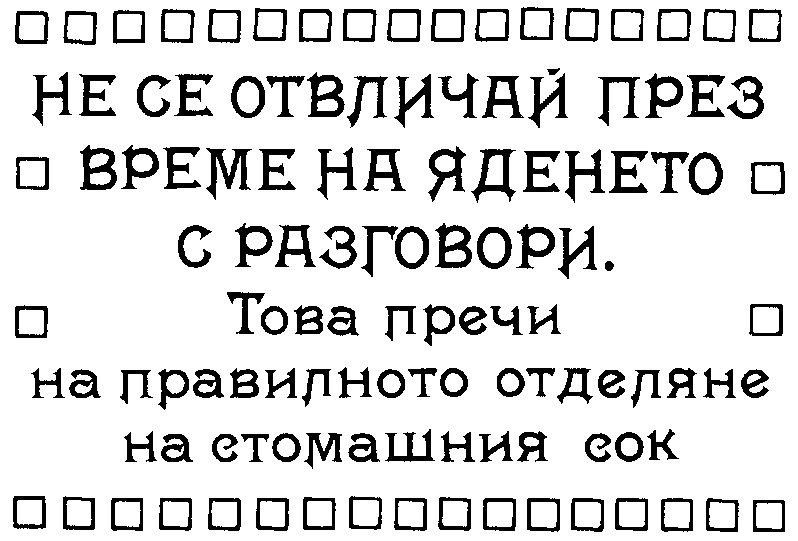 НЕ СЕ ОТВЛИЧАЙ ПРЕЗ
ВРЕМЕ НА ЯДЕНЕТО
С РАЗГОВОРИ.
Това пречи
на правилното отделяне
на стомашния сок